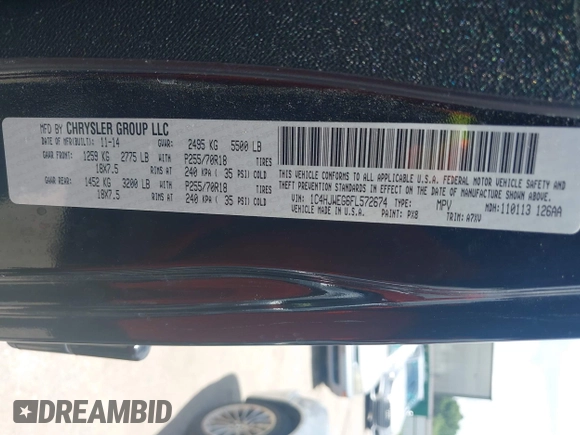 MFD BY CHRYSLER GROUP LLC
DATE OF MFR(BUILT): 11-14 GVWR: 2495 KG 5500 LB
GAWR FRONT: 1259 KG 2775 LB WITH P255/70R18 TIRES
18X7.5 RIMS AT 240 KPA ( 35 PSI) COLD
GAWR REAR: 1452 KG 3200 LB WITH P255/70R18 TIRES
18X7.5 RIMS AT 240 KPA ( 35 PSI) COLD
THIS VEHICLE CONFORMS TO ALL APPLICABLE U.S.A. FEDERAL MOTOR VEHICLE SAFETY, BUMPER AND
THEFT PREVENTION STANDARDS IN EFFECT ON THE DATE OF MANUFACTURE SHOWN ABOVE.
VIN: 1C4HJWEG6FL572674 TYPE: MPV MDH: 110113 126AA
MADE IN U.S.A. PAINT: PX8 TRIM: A7XV
DREAMBID